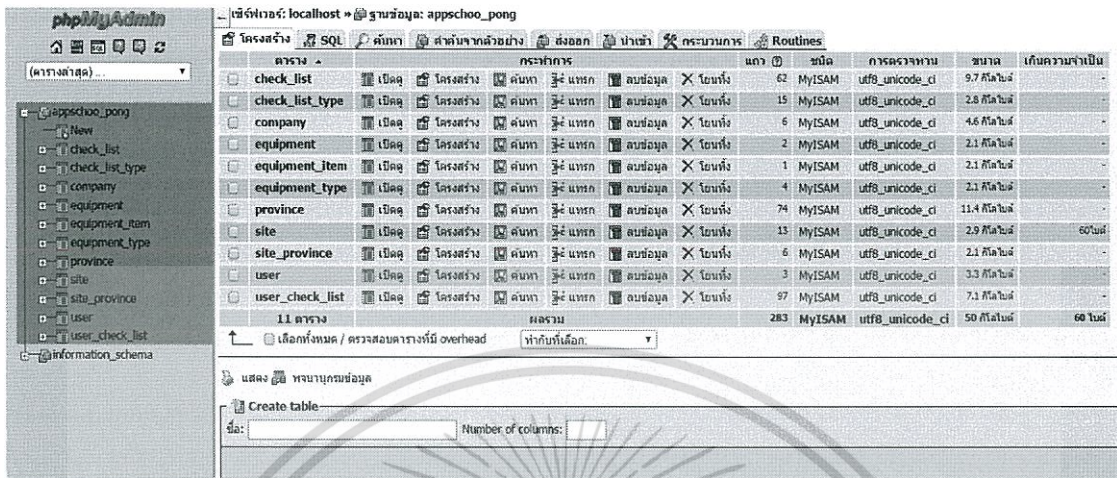 phpMyAdmin
(ตารางล่าสุด) ...
appschoo_pong
New
check_list
check_list_type
company
equipment
equipment_item
equipment_type
province
site
site_province
user
user_check_list
information_schema
เซิร์ฟเวอร์: localhost » ฐานข้อมูล: appschoo_pong
โครงสร้าง SQL ค้นหา คำค้นจากตัวอย่าง ส่งออก นำเข้า กระบวนการ Routines
ตาราง กระทำการ แถว ชนิด การตรวจทาน ขนาด เกินความจำเป็น
check_list เปิดดู โครงสร้าง ค้นหา แทรก ลบข้อมูล โยนทิ้ง 62 MyISAM utf8_unicode_ci 9.7 กิโลไบต์ -
check_list_type เปิดดู โครงสร้าง ค้นหา แทรก ลบข้อมูล โยนทิ้ง 15 MyISAM utf8_unicode_ci 2.8 กิโลไบต์ -
company เปิดดู โครงสร้าง ค้นหา แทรก ลบข้อมูล โยนทิ้ง 6 MyISAM utf8_unicode_ci 4.6 กิโลไบต์ -
equipment เปิดดู โครงสร้าง ค้นหา แทรก ลบข้อมูล โยนทิ้ง 2 MyISAM utf8_unicode_ci 2.1 กิโลไบต์ -
equipment_item เปิดดู โครงสร้าง ค้นหา แทรก ลบข้อมูล โยนทิ้ง 1 MyISAM utf8_unicode_ci 2.1 กิโลไบต์ -
equipment_type เปิดดู โครงสร้าง ค้นหา แทรก ลบข้อมูล โยนทิ้ง 4 MyISAM utf8_unicode_ci 2.1 กิโลไบต์ -
province เปิดดู โครงสร้าง ค้นหา แทรก ลบข้อมูล โยนทิ้ง 74 MyISAM utf8_unicode_ci 11.4 กิโลไบต์ -
site เปิดดู โครงสร้าง ค้นหา แทรก ลบข้อมูล โยนทิ้ง 13 MyISAM utf8_unicode_ci 2.9 กิโลไบต์ 60ไบต์
site_province เปิดดู โครงสร้าง ค้นหา แทรก ลบข้อมูล โยนทิ้ง 6 MyISAM utf8_unicode_ci 2.1 กิโลไบต์ -
user เปิดดู โครงสร้าง ค้นหา แทรก ลบข้อมูล โยนทิ้ง 3 MyISAM utf8_unicode_ci 3.3 กิโลไบต์ -
user_check_list เปิดดู โครงสร้าง ค้นหา แทรก ลบข้อมูล โยนทิ้ง 97 MyISAM utf8_unicode_ci 7.1 กิโลไบต์ -
11 ตาราง ผลรวม 283 MyISAM utf8_unicode_ci 50 กิโลไบต์ 60 ไบต์
เลือกทั้งหมด / ตรวจสอบตารางที่มี overhead ทำกับที่เลือก:
แสดง พจนานุกรมข้อมูล
Create table
ชื่อ: Number of columns: